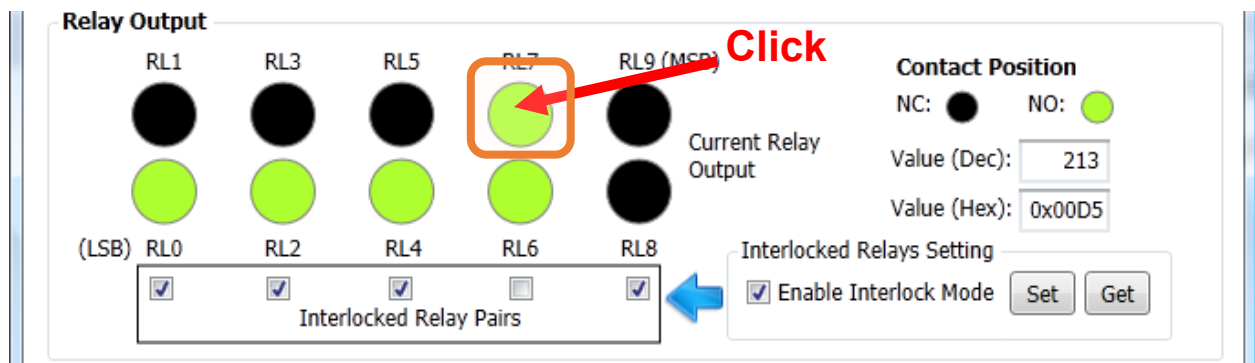 Relay Output
Click
RL1 RL3 RL5 RL7 RL9 (MSB)
Contact Position
NC: NO:
Current Relay
Output
Value (Dec): 213
Value (Hex): 0x00D5
(LSB) RL0 RL2 RL4 RL6 RL8
Interlocked Relays Setting
Enable Interlock Mode Set Get
Interlocked Relay Pairs